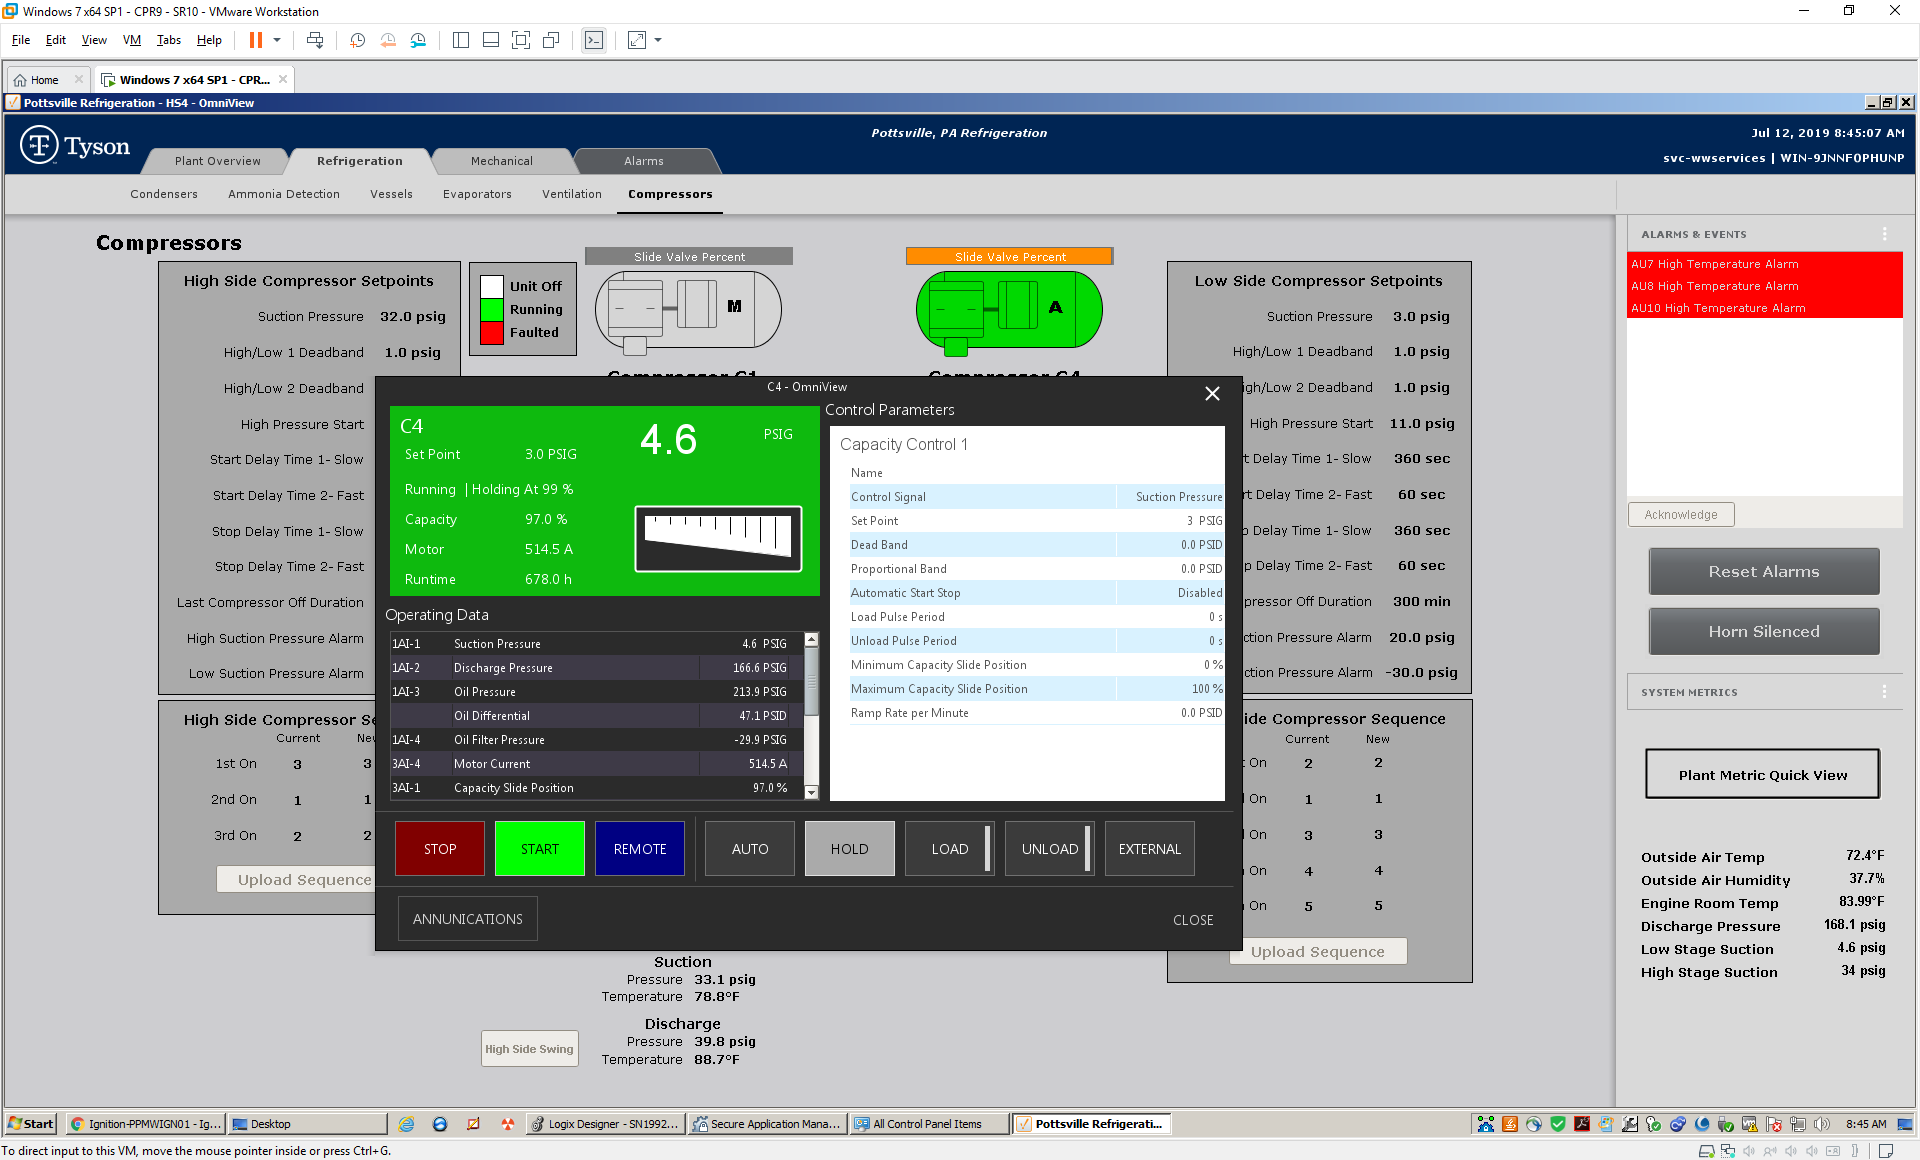 Windows 7 x64 SP1 - CPR9 - SR10 - VMware Workstation
File Edit View VM Tabs Help
Home
Windows 7 x64 SP1 - CPR...
Pottsville Refrigeration - HS4 - OmniView
Tyson
Pottsville, PA Refrigeration
Jul 12, 2019 8:45:07 AM
svc-wwservices | WIN-9JNNFOPHUNP
Plant Overview Refrigeration Mechanical Alarms
Condensers Ammonia Detection Vessels Evaporators Ventilation Compressors
Compressors
High Side Compressor Setpoints
Suction Pressure 32.0 psig
High/Low 1 Deadband 1.0 psig
High/Low 2 Deadband
High Pressure Start
Start Delay Time 1- Slow
Start Delay Time 2- Fast
Stop Delay Time 1- Slow
Stop Delay Time 2- Fast
Last Compressor Off Duration
High Suction Pressure Alarm
Low Suction Pressure Alarm
Unit Off
Running
Faulted
Slide Valve Percent
M
Slide Valve Percent
A
Compressor C1
Compressor C4
Low Side Compressor Setpoints
Suction Pressure 3.0 psig
High/Low 1 Deadband 1.0 psig
gh/Low 2 Deadband 1.0 psig
High Pressure Start 11.0 psig
t Delay Time 1- Slow 360 sec
t Delay Time 2- Fast 60 sec
p Delay Time 1- Slow 360 sec
p Delay Time 2- Fast 60 sec
pressor Off Duration 300 min
ction Pressure Alarm 20.0 psig
ction Pressure Alarm -30.0 psig
High Side Compressor Se
Current New
1st On 3 3
2nd On 1 1
3rd On 2 2
Upload Sequence
ide Compressor Sequence
Current New
t On 2 2
d On 1 1
d On 3 3
n On 4 4
n On 5 5
Upload Sequence
C4 - OmniView
C4
4.6 PSIG
Set Point 3.0 PSIG
Running | Holding At 99 %
Capacity 97.0 %
Motor 514.5 A
Runtime 678.0 h
Operating Data
1AI-1 Suction Pressure 4.6 PSIG
1AI-2 Discharge Pressure 166.6 PSIG
1AI-3 Oil Pressure 213.9 PSIG
Oil Differential 47.1 PSID
1AI-4 Oil Filter Pressure -29.9 PSIG
3AI-4 Motor Current 514.5 A
3AI-1 Capacity Slide Position 97.0 %
Control Parameters
Capacity Control 1
Name
Control Signal Suction Pressure
Set Point 3 PSIG
Dead Band 0.0 PSID
Proportional Band 0.0 PSID
Automatic Start Stop Disabled
Load Pulse Period 0 s
Unload Pulse Period 0 s
Minimum Capacity Slide Position 0 %
Maximum Capacity Slide Position 100 %
Ramp Rate per Minute 0.0 PSID
STOP START REMOTE AUTO HOLD LOAD UNLOAD EXTERNAL
ANNUNICATIONS
CLOSE
Suction
Pressure 33.1 psig
Temperature 78.8°F
Discharge
Pressure 39.8 psig
Temperature 88.7°F
High Side Swing
ALARMS & EVENTS
AU7 High Temperature Alarm
AU8 High Temperature Alarm
AU10 High Temperature Alarm
Acknowledge
Reset Alarms
Horn Silenced
SYSTEM METRICS
Plant Metric Quick View
Outside Air Temp 72.4°F
Outside Air Humidity 37.7%
Engine Room Temp 83.99°F
Discharge Pressure 168.1 psig
Low Stage Suction 4.6 psig
High Stage Suction 34 psig
Start
Ignition-PPMWIGN01 - Ig...
Desktop
Logix Designer - SN1992...
Secure Application Mana...
All Control Panel Items
Pottsville Refrigerati...
8:45 AM
To direct input to this VM, move the mouse pointer inside or press Ctrl+G.